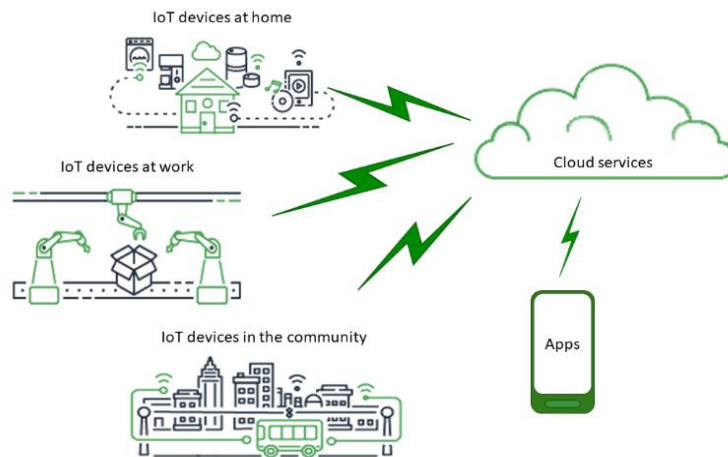 IoT devices at home
Cloud services
IoT devices at work
Apps
IoT devices in the community